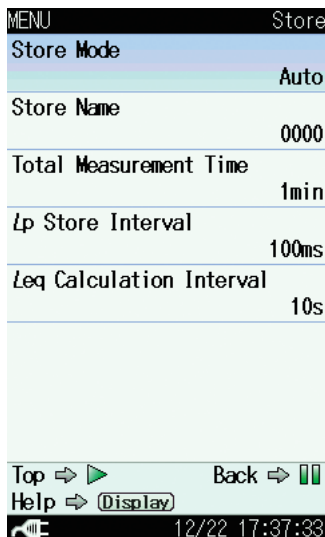 MENU Store
Store Mode
Auto
Store Name
0000
Total Measurement Time
1min
Lp Store Interval
100ms
Leq Calculation Interval
10s
Top ⇨ ▷ Back ⇨ ▯▯
Help ⇨ (Display)
12/22 17:37:33